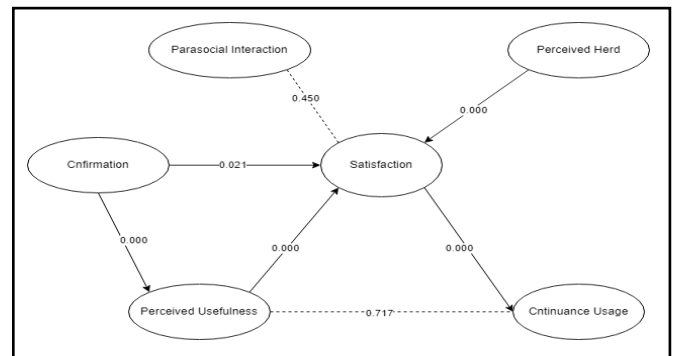 Parasocial Interaction
Perceived Herd
0.450
0.000
Cnfirmation
0.021
Satisfaction
0.000
0.000
0.000
Perceived Usefulness
0.717
Cntinuance Usage